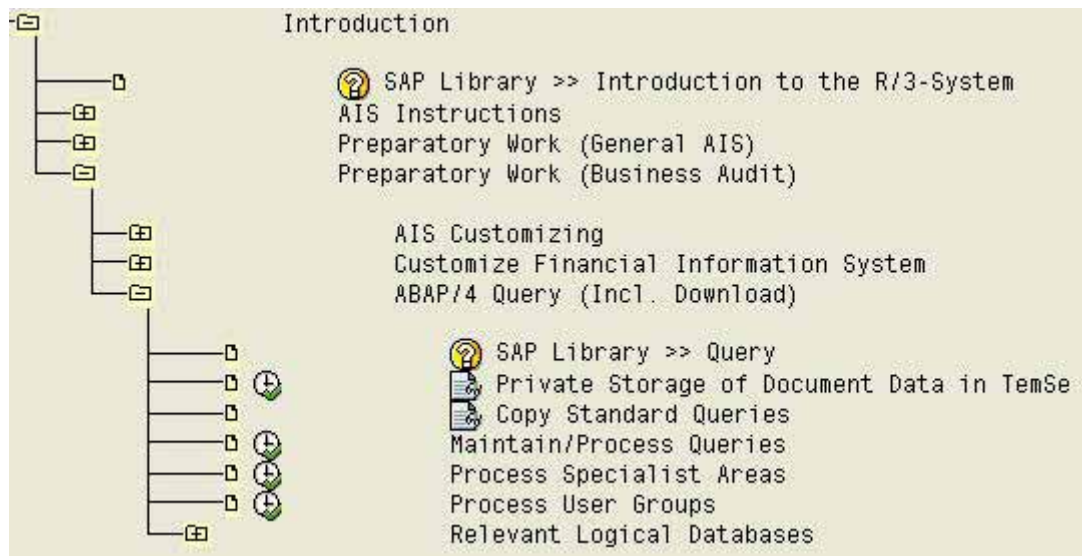 Introduction
SAP Library >> Introduction to the R/3-System
AIS Instructions
Preparatory Work (General AIS)
Preparatory Work (Business Audit)
AIS Customizing
Customize Financial Information System
ABAP/4 Query (Incl. Download)
SAP Library >> Query
Private Storage of Document Data in TemSe
Copy Standard Queries
Maintain/Process Queries
Process Specialist Areas
Process User Groups
Relevant Logical Databases